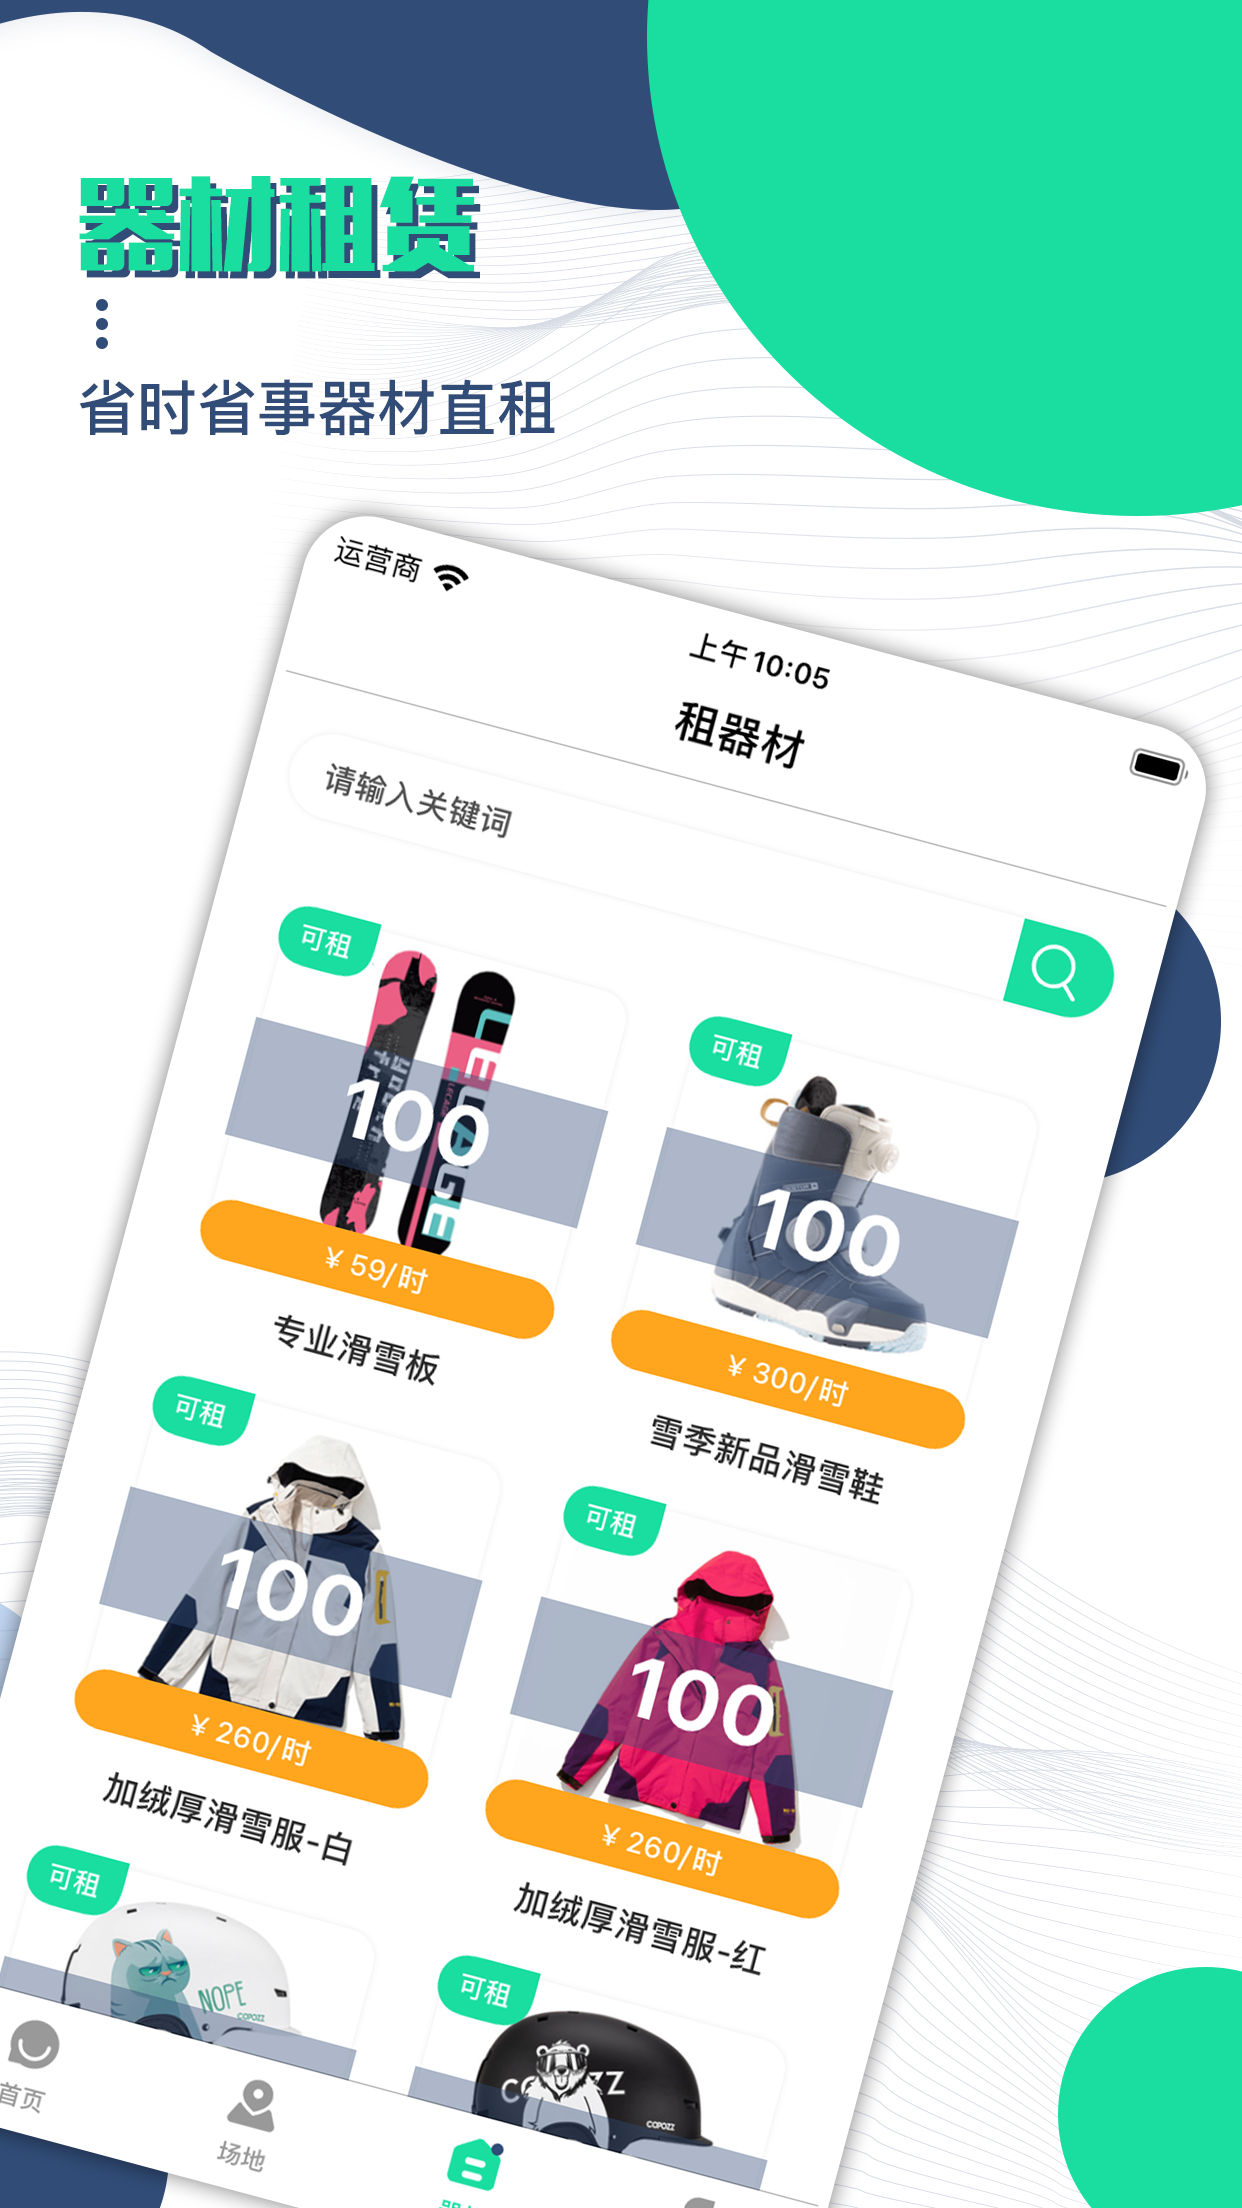 器材租赁
省时省事器材直租
运营商
上午10:05
租器材
请输入关键词
可租
100
¥ 59/时
专业滑雪板
可租
100
¥ 300/时
雪季新品滑雪鞋
可租
100
¥ 260/时
加绒厚滑雪服-白
可租
100
¥ 260/时
加绒厚滑雪服-红
可租
NOPE
COPOZZ
可租
COPOZZ
首页
场地